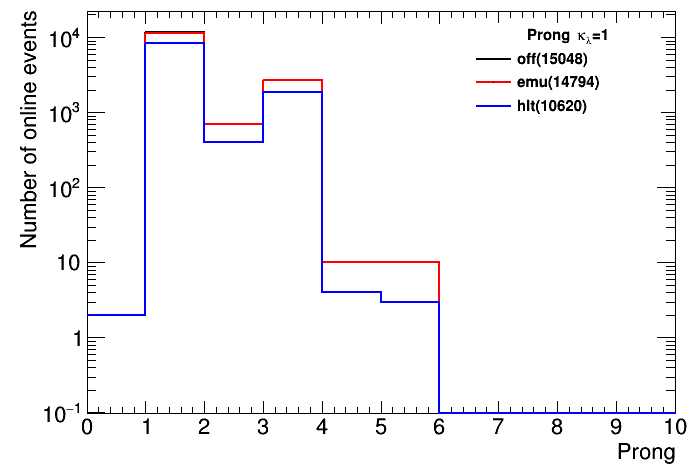 Prong κλ=1
off(15048)
emu(14794)
hlt(10620)
Number of online events
10⁴
10³
10²
10
1
10⁻¹
0 1 2 3 4 5 6 7 8 9 10
Prong